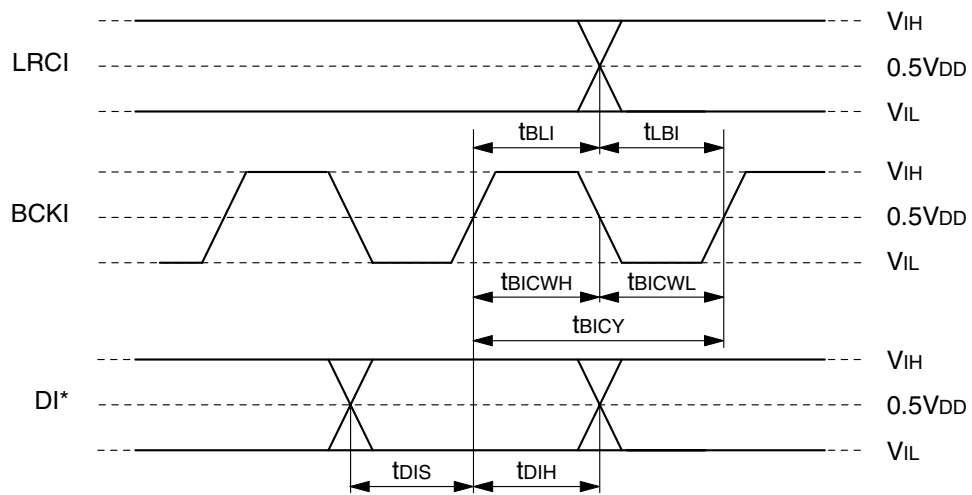 VIH
LRCI
0.5VDD
VIL
tBLI
tLBI
VIH
BCKI
0.5VDD
VIL
tBICWH
tBICWL
tBICY
VIH
DI*
0.5VDD
VIL
tDIS
tDIH